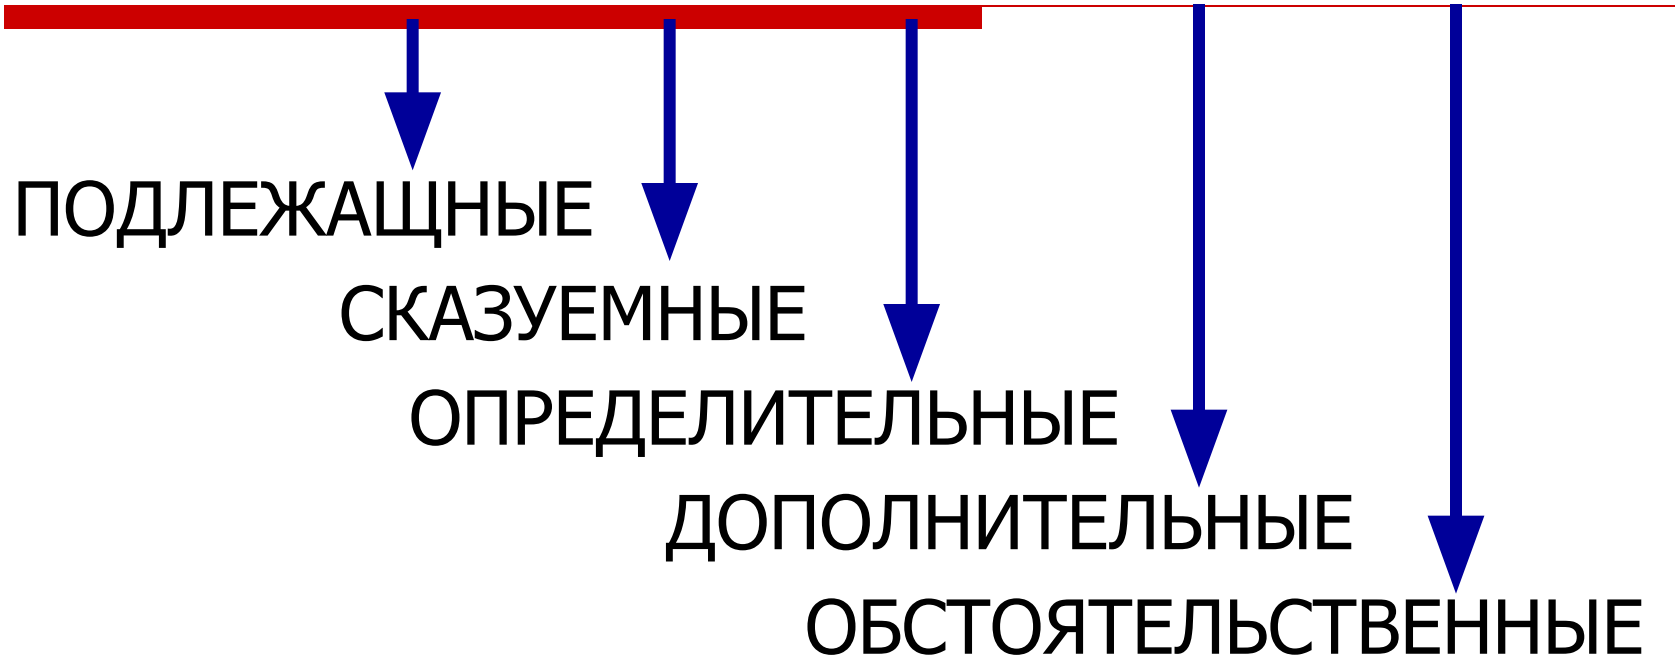 ПОДЛЕЖАЩНЫЕ
СКАЗУЕМНЫЕ
ОПРЕДЕЛИТЕЛЬНЫЕ
ДОПОЛНИТЕЛЬНЫЕ
ОБСТОЯТЕЛЬСТВЕННЫЕ